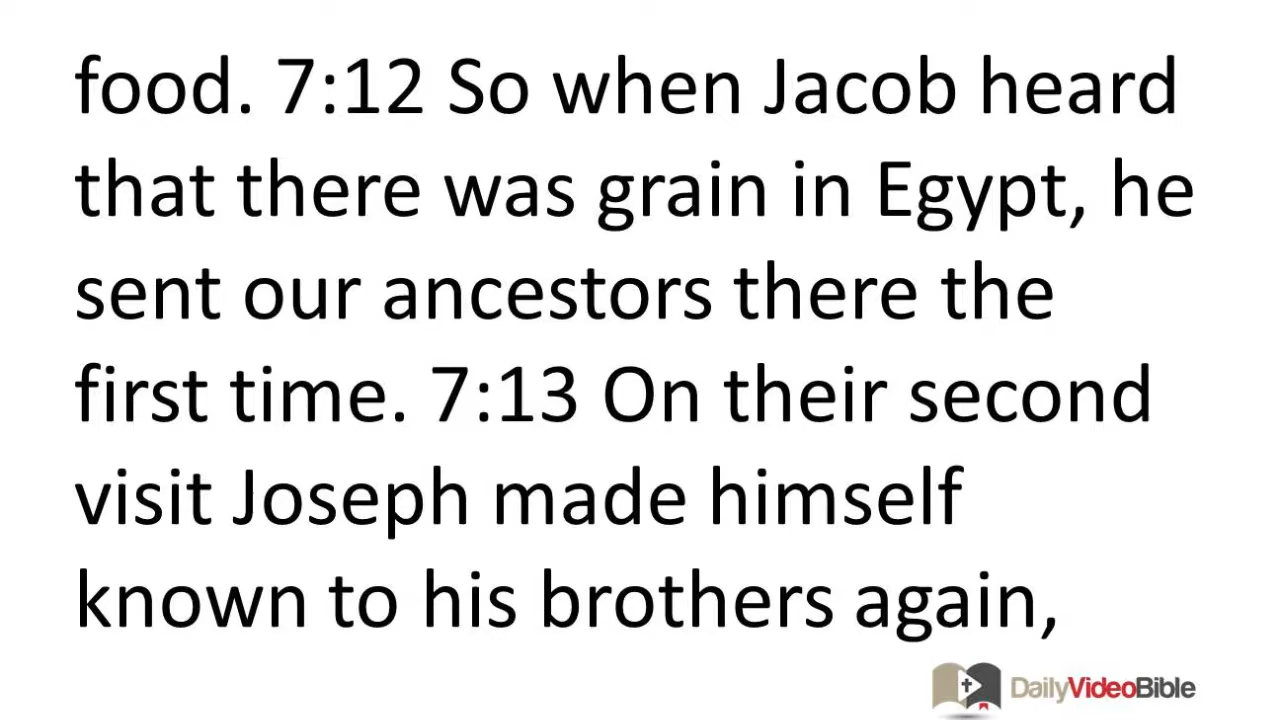 food. 7:12 So when Jacob heard
that there was grain in Egypt, he
sent our ancestors there the
first time. 7:13 On their second
visit Joseph made himself
known to his brothers again,
DailyVideoBible